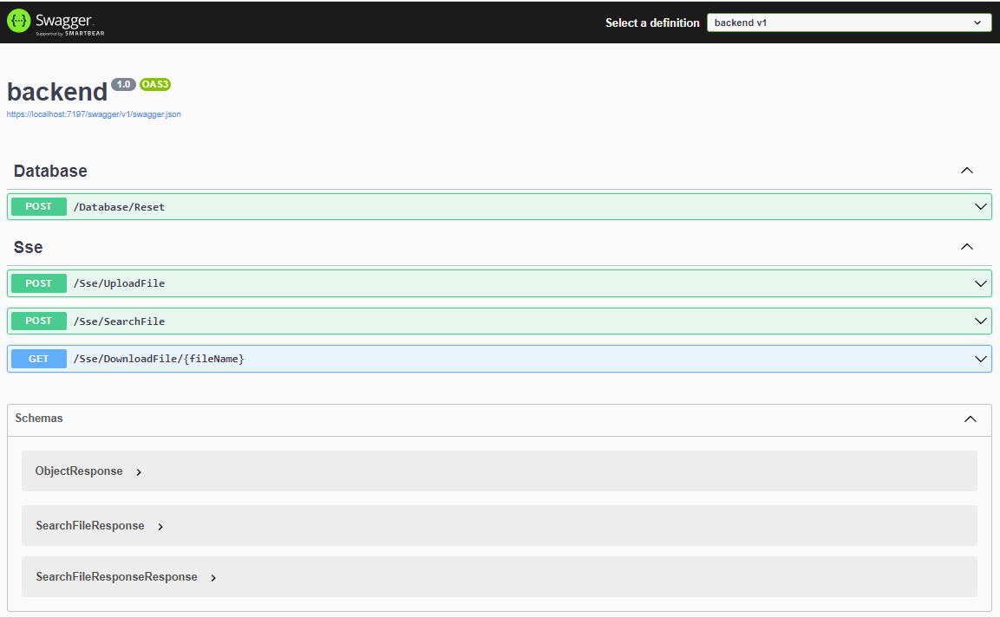 Swagger
Supported by SMARTBEAR
Select a definition
backend v1
backend 1.0 OAS3
https://localhost:7197/swagger/v1/swagger.json
Database
POST /Database/Reset
Sse
POST /Sse/UploadFile
POST /Sse/SearchFile
GET /Sse/DownloadFile/{fileName}
Schemas
ObjectResponse
SearchFileResponse
SearchFileResponseResponse